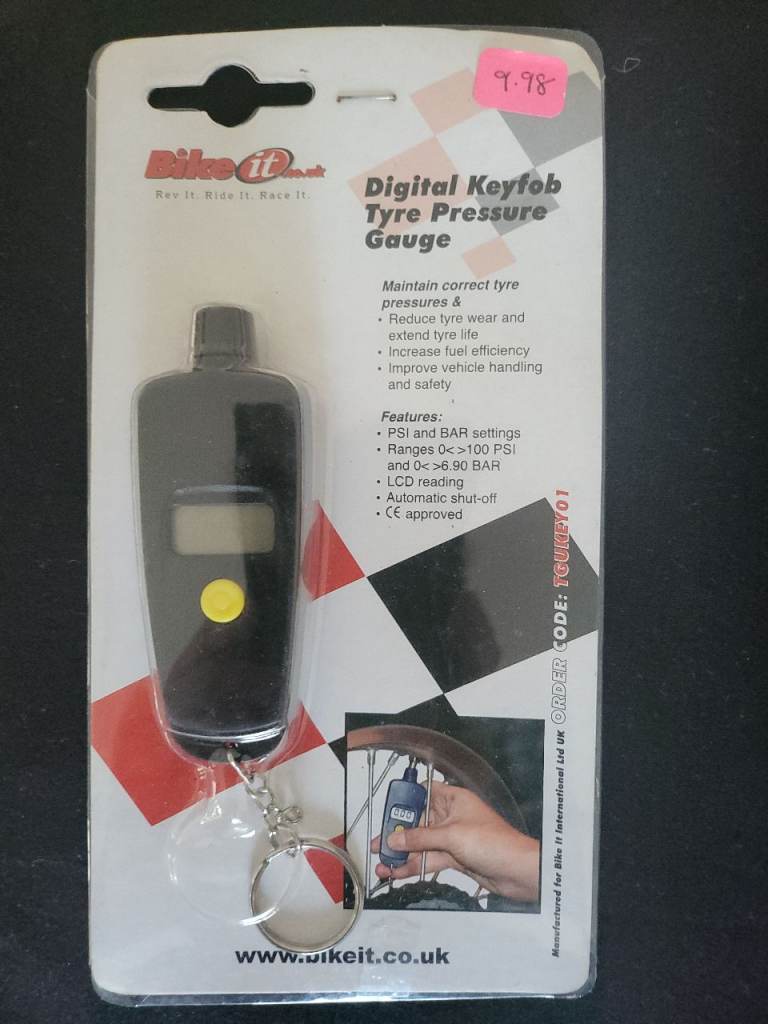 9.98
Bike it.co.uk
Rev It. Ride It. Race It.
Digital Keyfob
Tyre Pressure
Gauge
Maintain correct tyre
pressures &
• Reduce tyre wear and
extend tyre life
• Increase fuel efficiency
• Improve vehicle handling
and safety
Features:
• PSI and BAR settings
• Ranges 0< >100 PSI
and 0< >6.90 BAR
• LCD reading
• Automatic shut-off
• CE approved
Manufactured for Bike It International Ltd UK ORDER CODE: TGUKEY01
000
www.bikeit.co.uk